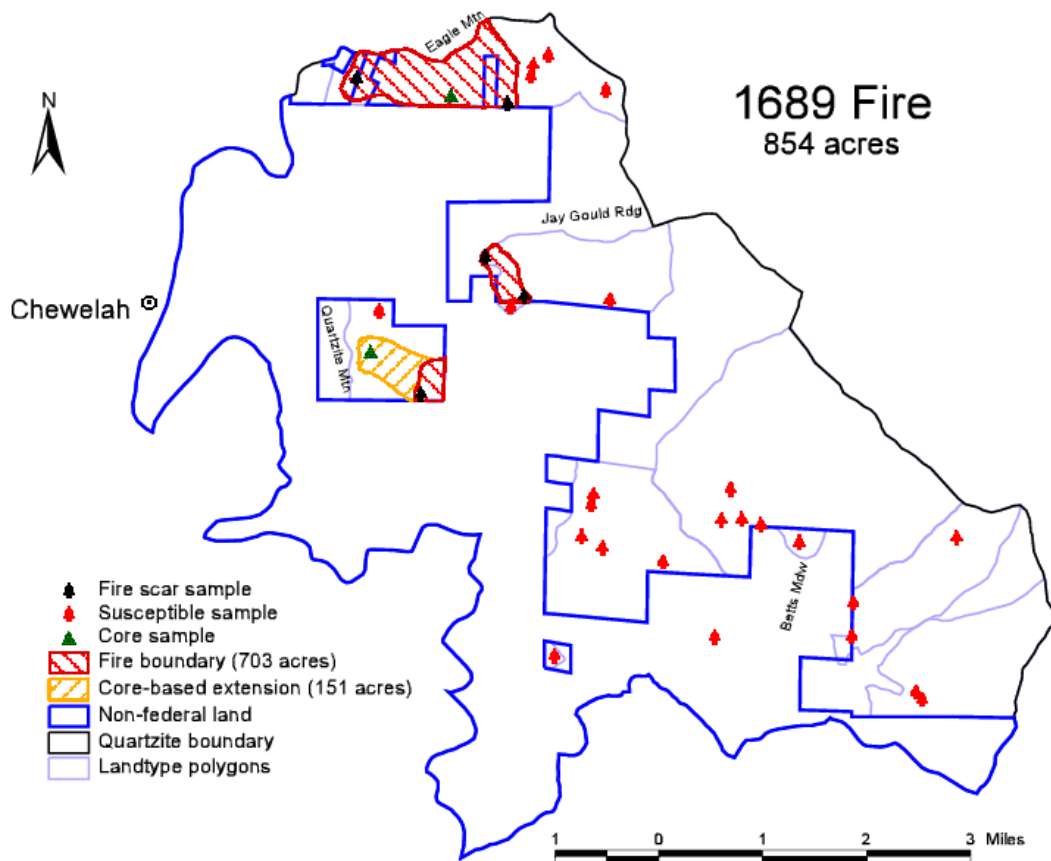 Eagle Mtn
N
1689 Fire
854 acres
Jay Gould Rdg
Chewelah
Quartzite Mtn
Betts Mdw
Fire scar sample
Susceptible sample
Core sample
Fire boundary (703 acres)
Core-based extension (151 acres)
Non-federal land
Quartzite boundary
Landtype polygons
1 0 1 2 3 Miles